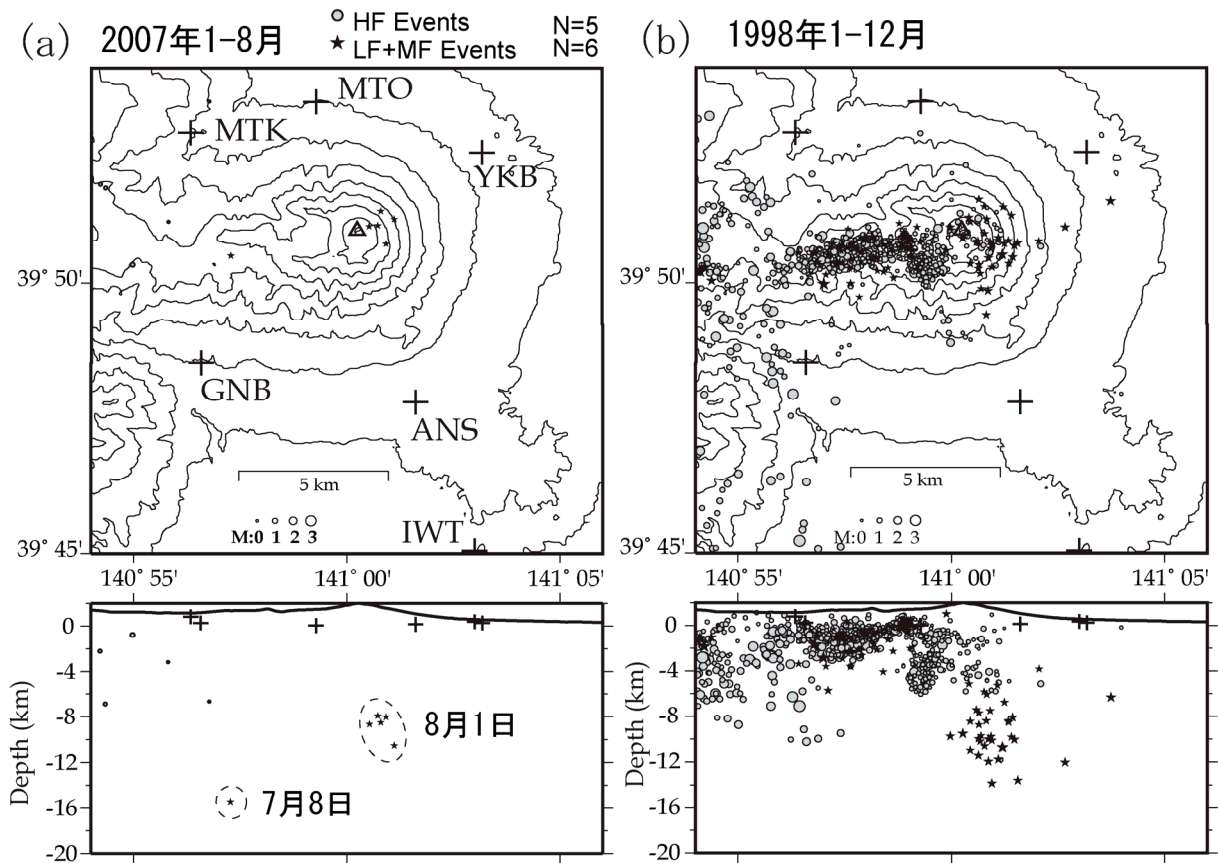 (a) 2007年1-8月
HF Events N=5
LF+MF Events N=6
(b) 1998年1-12月
MTO
MTK
YKB
GNB
ANS
IWT
5 km
M:0 1 2 3
39° 50'
39° 45'
140° 55' 141° 00' 141° 05'
Depth (km)
0
-4
-8
-12
-16
-20
8月1日
7月8日
39° 50'
39° 45'
5 km
M:0 1 2 3
140° 55' 141° 00' 141° 05'
Depth (km)
0
-4
-8
-12
-16
-20